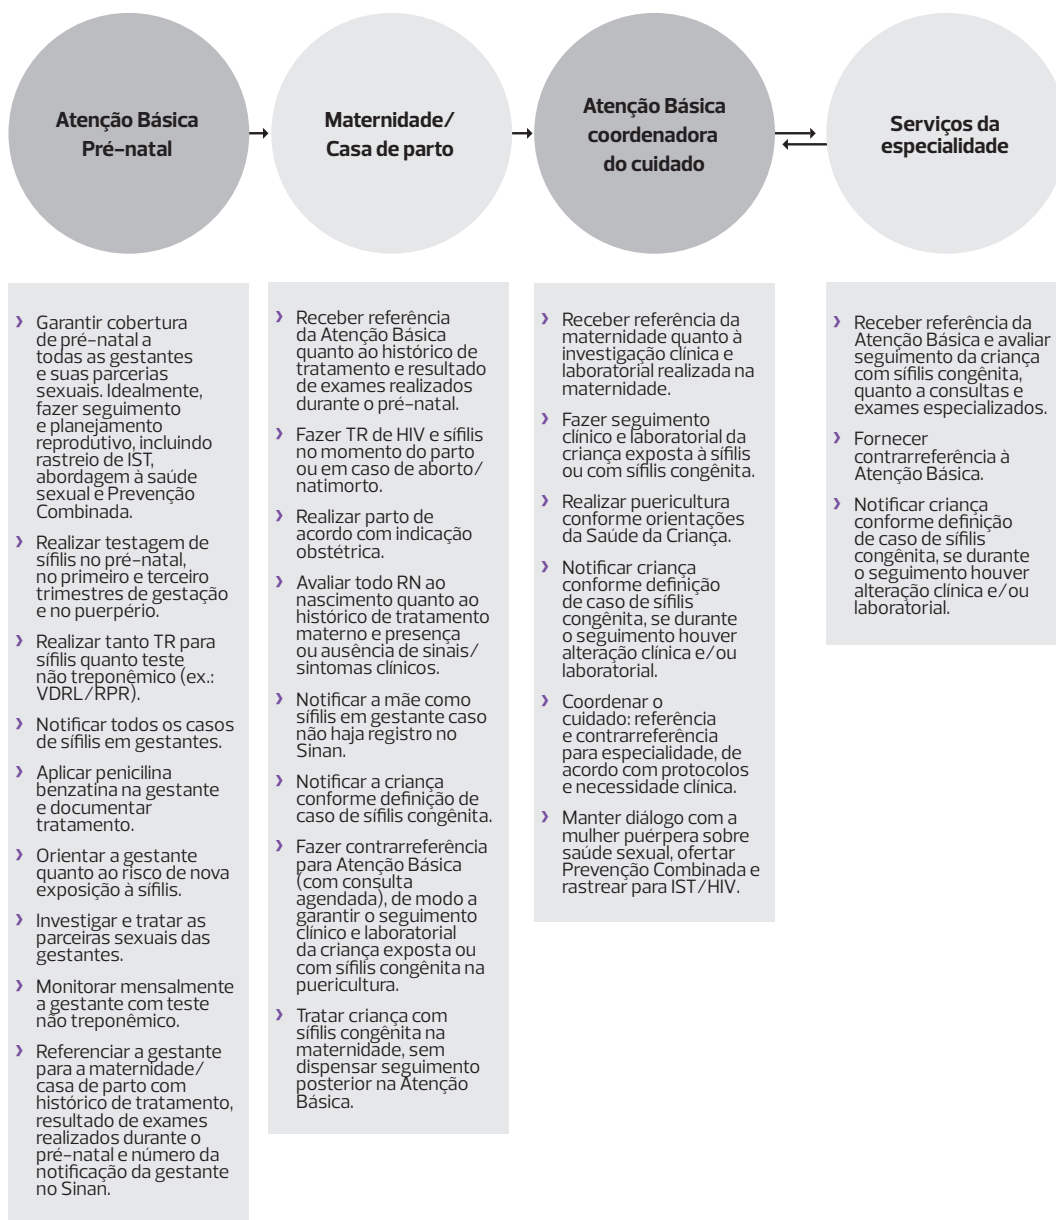 Atenção Básica
Pré-natal
Maternidade/
Casa de parto
Atenção Básica
coordenadora
do cuidado
Serviços da
especialidade
› Garantir cobertura
de pré-natal a
todas as gestantes
e suas parcerias
sexuais. Idealmente,
fazer seguimento
e planejamento
reprodutivo, incluindo
rastreio de IST,
abordagem à saúde
sexual e Prevenção
Combinada.
› Realizar testagem de
sífilis no pré-natal,
no primeiro e terceiro
trimestres de gestação
e no puerpério.
› Realizar tanto TR para
sífilis quanto teste
não treponêmico (ex.:
VDRL/RPR).
› Notificar todos os casos
de sífilis em gestantes.
› Aplicar penicilina
benzatina na gestante
e documentar
tratamento.
› Orientar a gestante
quanto ao risco de nova
exposição à sífilis.
› Investigar e tratar as
parceiras sexuais das
gestantes.
› Monitorar mensalmente
a gestante com teste
não treponêmico.
› Referenciar a gestante
para a maternidade/
casa de parto com
histórico de tratamento,
resultado de exames
realizados durante o
pré-natal e número da
notificação da gestante
no Sinan.
› Receber referência
da Atenção Básica
quanto ao histórico de
tratamento e resultado
de exames realizados
durante o pré-natal.
› Fazer TR de HIV e sífilis
no momento do parto
ou em caso de aborto/
natimorto.
› Realizar parto de
acordo com indicação
obstétrica.
› Avaliar todo RN ao
nascimento quanto ao
histórico de tratamento
materno e presença
ou ausência de sinais/
sintomas clínicos.
› Notificar a mãe como
sífilis em gestante caso
não haja registro no
Sinan.
› Notificar a criança
conforme definição de
caso de sífilis congênita.
› Fazer contrarreferência
para Atenção Básica
(com consulta
agendada), de modo a
garantir o seguimento
clínico e laboratorial
da criança exposta ou
com sífilis congênita na
puericultura.
› Tratar criança com
sífilis congênita na
maternidade, sem
dispensar seguimento
posterior na Atenção
Básica.
› Receber referência da
maternidade quanto à
investigação clínica e
laboratorial realizada na
maternidade.
› Fazer seguimento
clínico e laboratorial da
criança exposta à sífilis
ou com sífilis congênita.
› Realizar puericultura
conforme orientações
da Saúde da Criança.
› Notificar criança
conforme definição
de caso de sífilis
congênita, se durante
o seguimento houver
alteração clínica e/ou
laboratorial.
› Coordenar o
cuidado: referência
e contrarreferência
para especialidade, de
acordo com protocolos
e necessidade clínica.
› Manter diálogo com a
mulher puérpera sobre
saúde sexual, ofertar
Prevenção Combinada e
rastrear para IST/HIV.
› Receber referência da
Atenção Básica e avaliar
seguimento da criança
com sífilis congênita,
quanto a consultas e
exames especializados.
› Fornecer
contrarreferência à
Atenção Básica.
› Notificar criança
conforme definição
de caso de sífilis
congênita, se durante
o seguimento houver
alteração clínica e/ou
laboratorial.